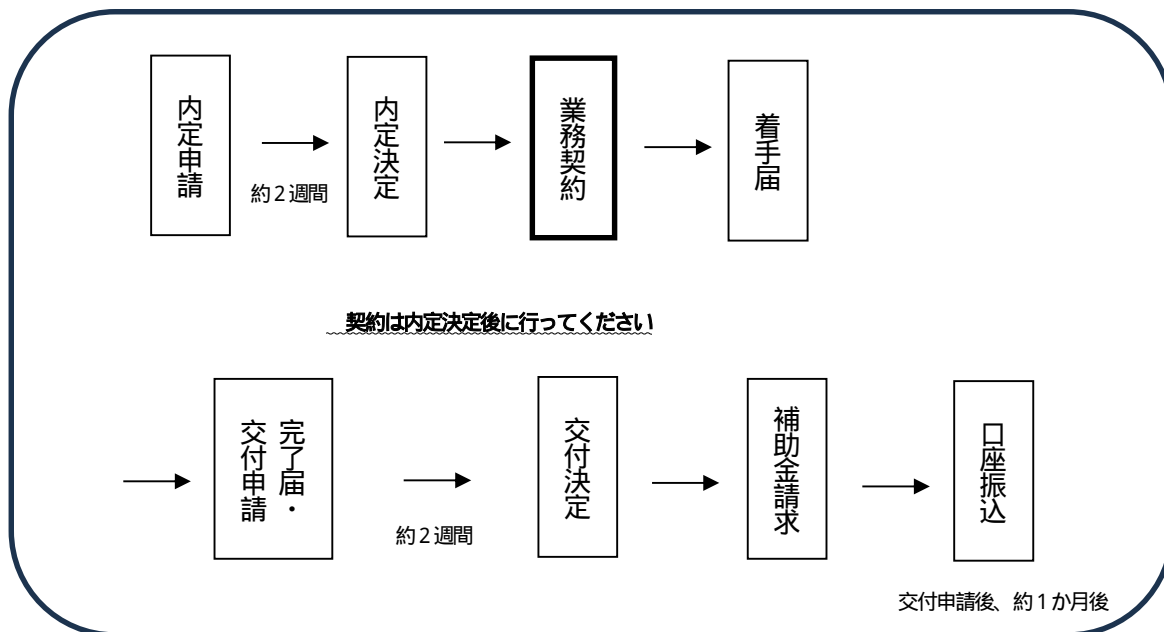 内定申請
約２週間
内定決定
業務契約
着手届
契約は内定決定後に行ってください
完了届・
交付申請
約２週間
交付決定
補助金請求
口座振込
交付申請後、約１か月後